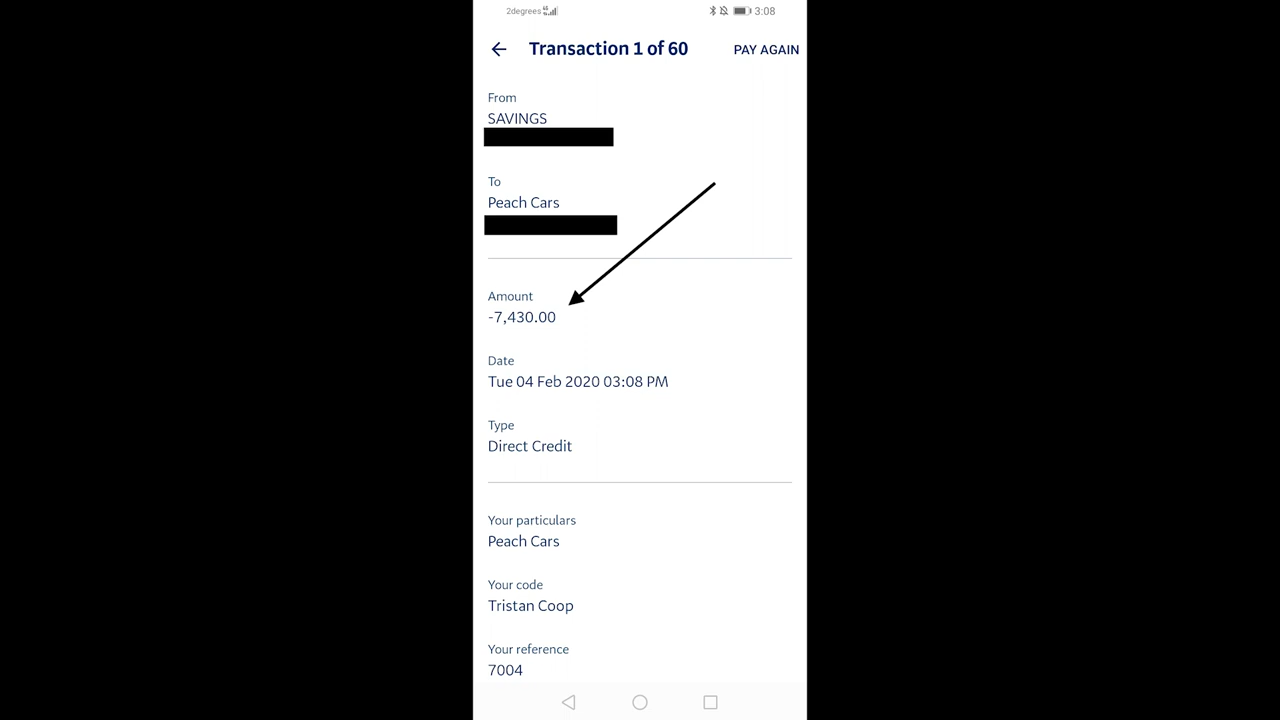 2degrees 3:08
Transaction 1 of 60 PAY AGAIN
From
SAVINGS
To
Peach Cars
Amount
-7,430.00
Date
Tue 04 Feb 2020 03:08 PM
Type
Direct Credit
Your particulars
Peach Cars
Your code
Tristan Coop
Your reference
7004